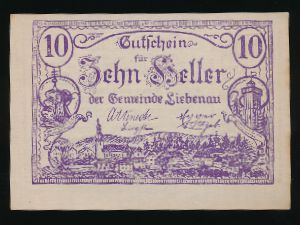 10 Gutschein 10
für
Zehn Heller
der Gemeinde Liebenau